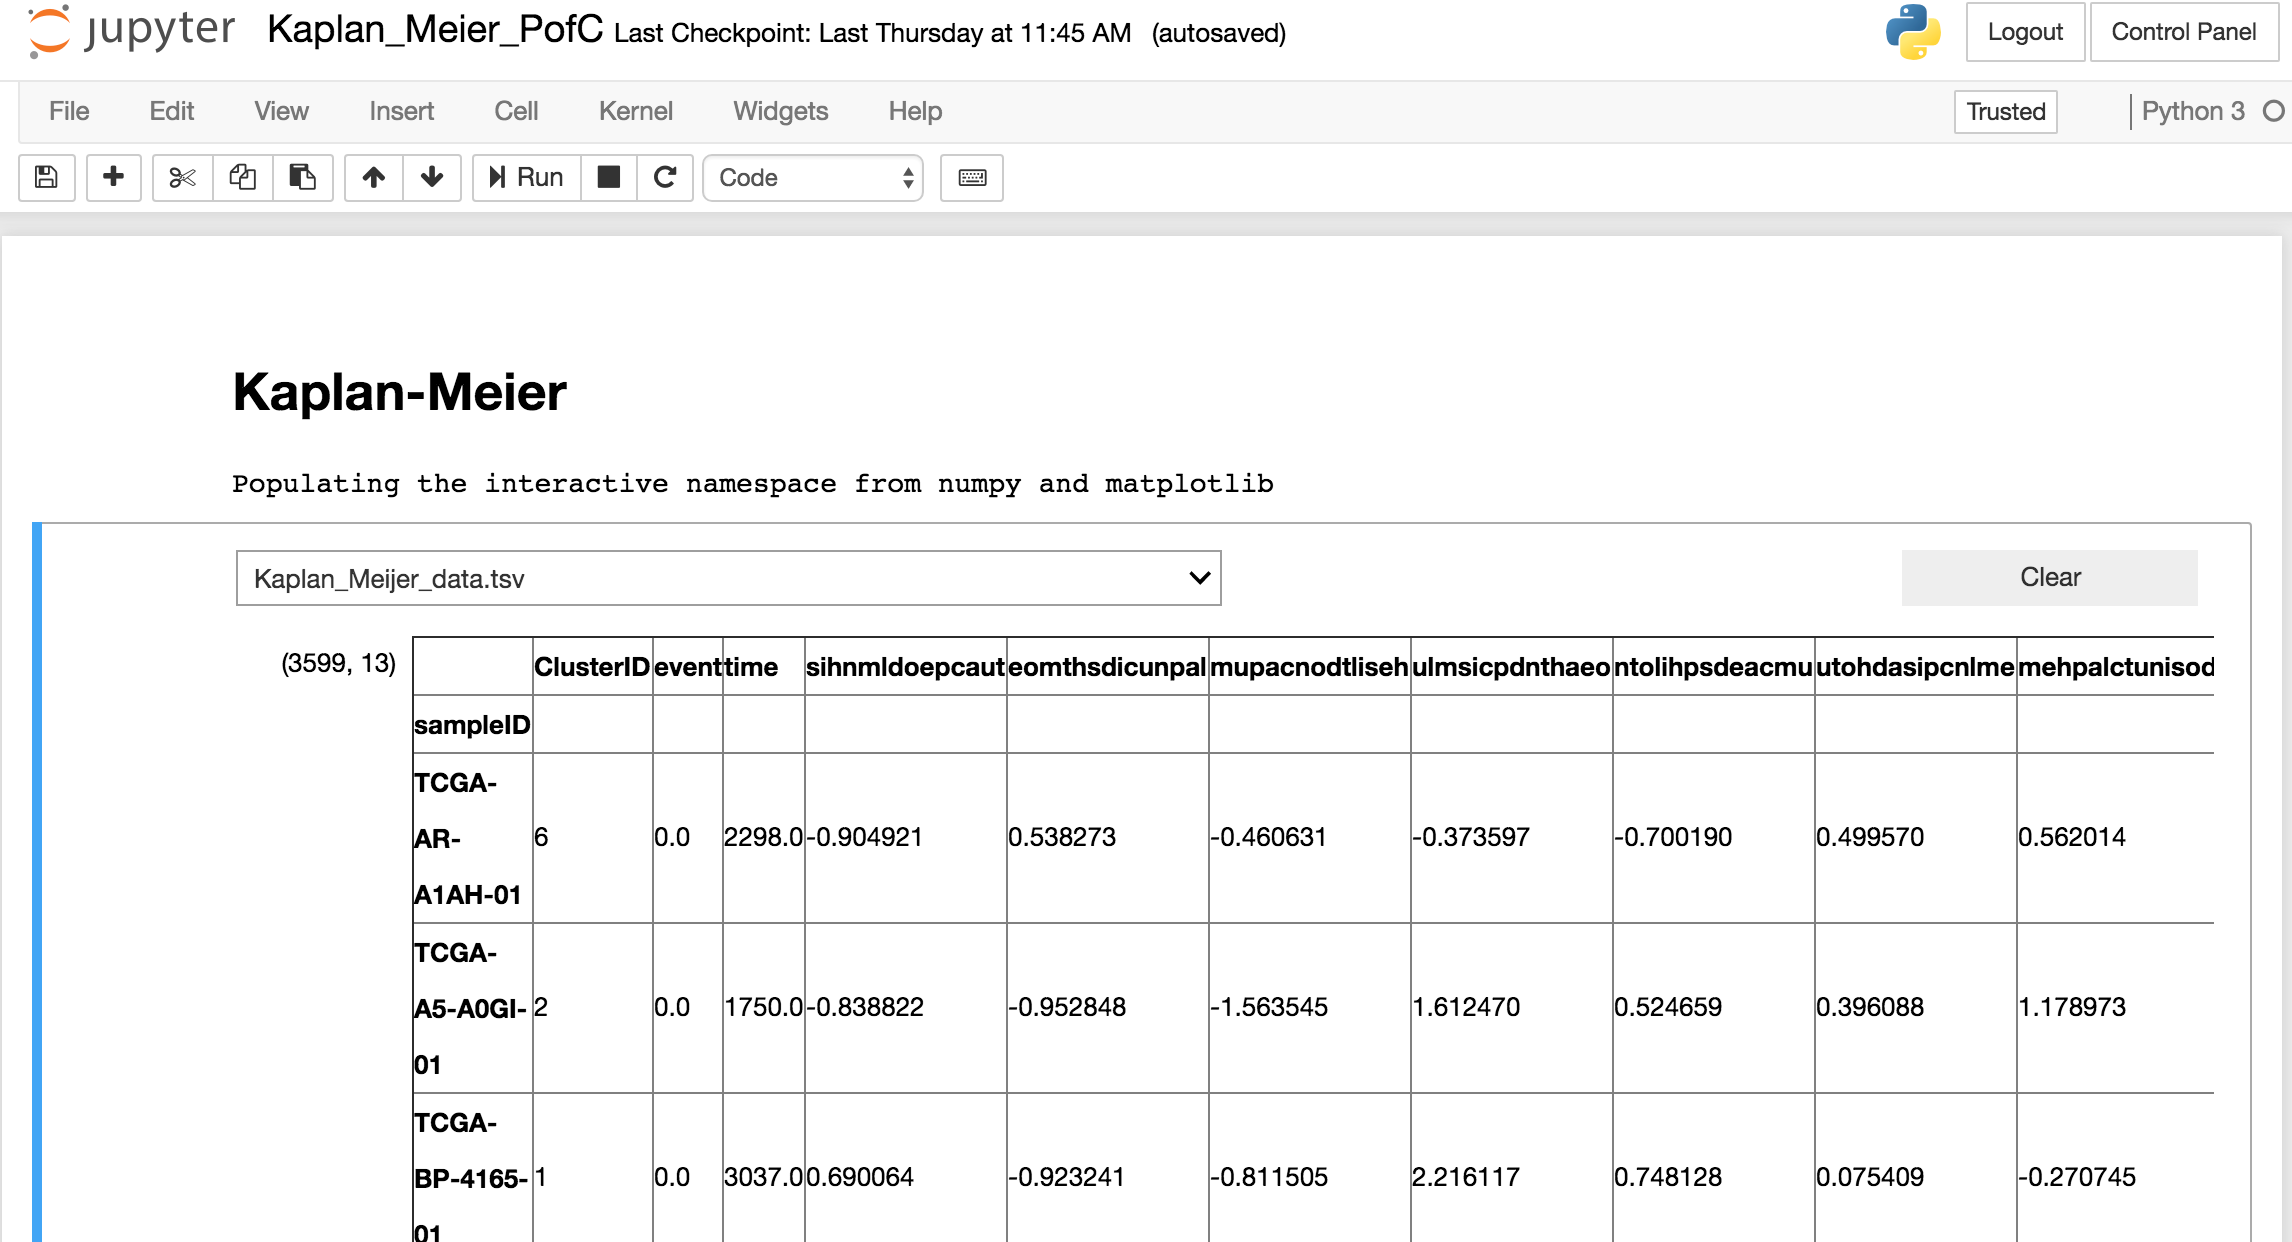 jupyter Kaplan_Meier_PofC Last Checkpoint: Last Thursday at 11:45 AM (autosaved) Logout Control Panel
File Edit View Insert Cell Kernel Widgets Help Trusted Python 3
Run Code
Kaplan-Meier
Populating the interactive namespace from numpy and matplotlib
Kaplan_Meijer_data.tsv Clear
(3599, 13) ClusterID event time sihnmldoepcaut eomthsdicunpal mupacnodtliseh ulmsicpdnthaeo ntolihpsdeacmu utohdasipcnlme mehpalctunisod
sampleID
TCGA-
AR- 6 0.0 2298.0 -0.904921 0.538273 -0.460631 -0.373597 -0.700190 0.499570 0.562014
A1AH-01
TCGA-
A5-A0GI- 2 0.0 1750.0 -0.838822 -0.952848 -1.563545 1.612470 0.524659 0.396088 1.178973
01
TCGA-
BP-4165- 1 0.0 3037.0 0.690064 -0.923241 -0.811505 2.216117 0.748128 0.075409 -0.270745
01